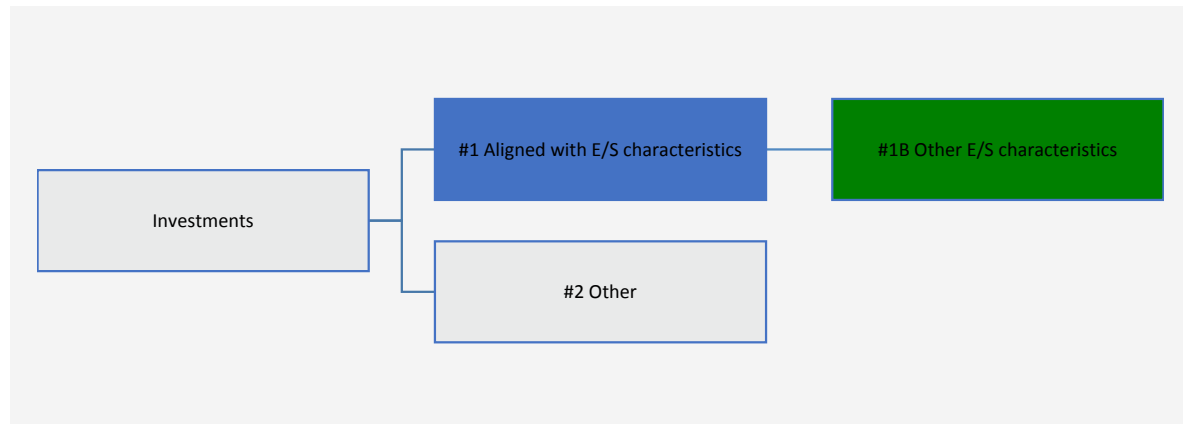 #1 Aligned with E/S characteristics
#1B Other E/S characteristics
Investments
#2 Other